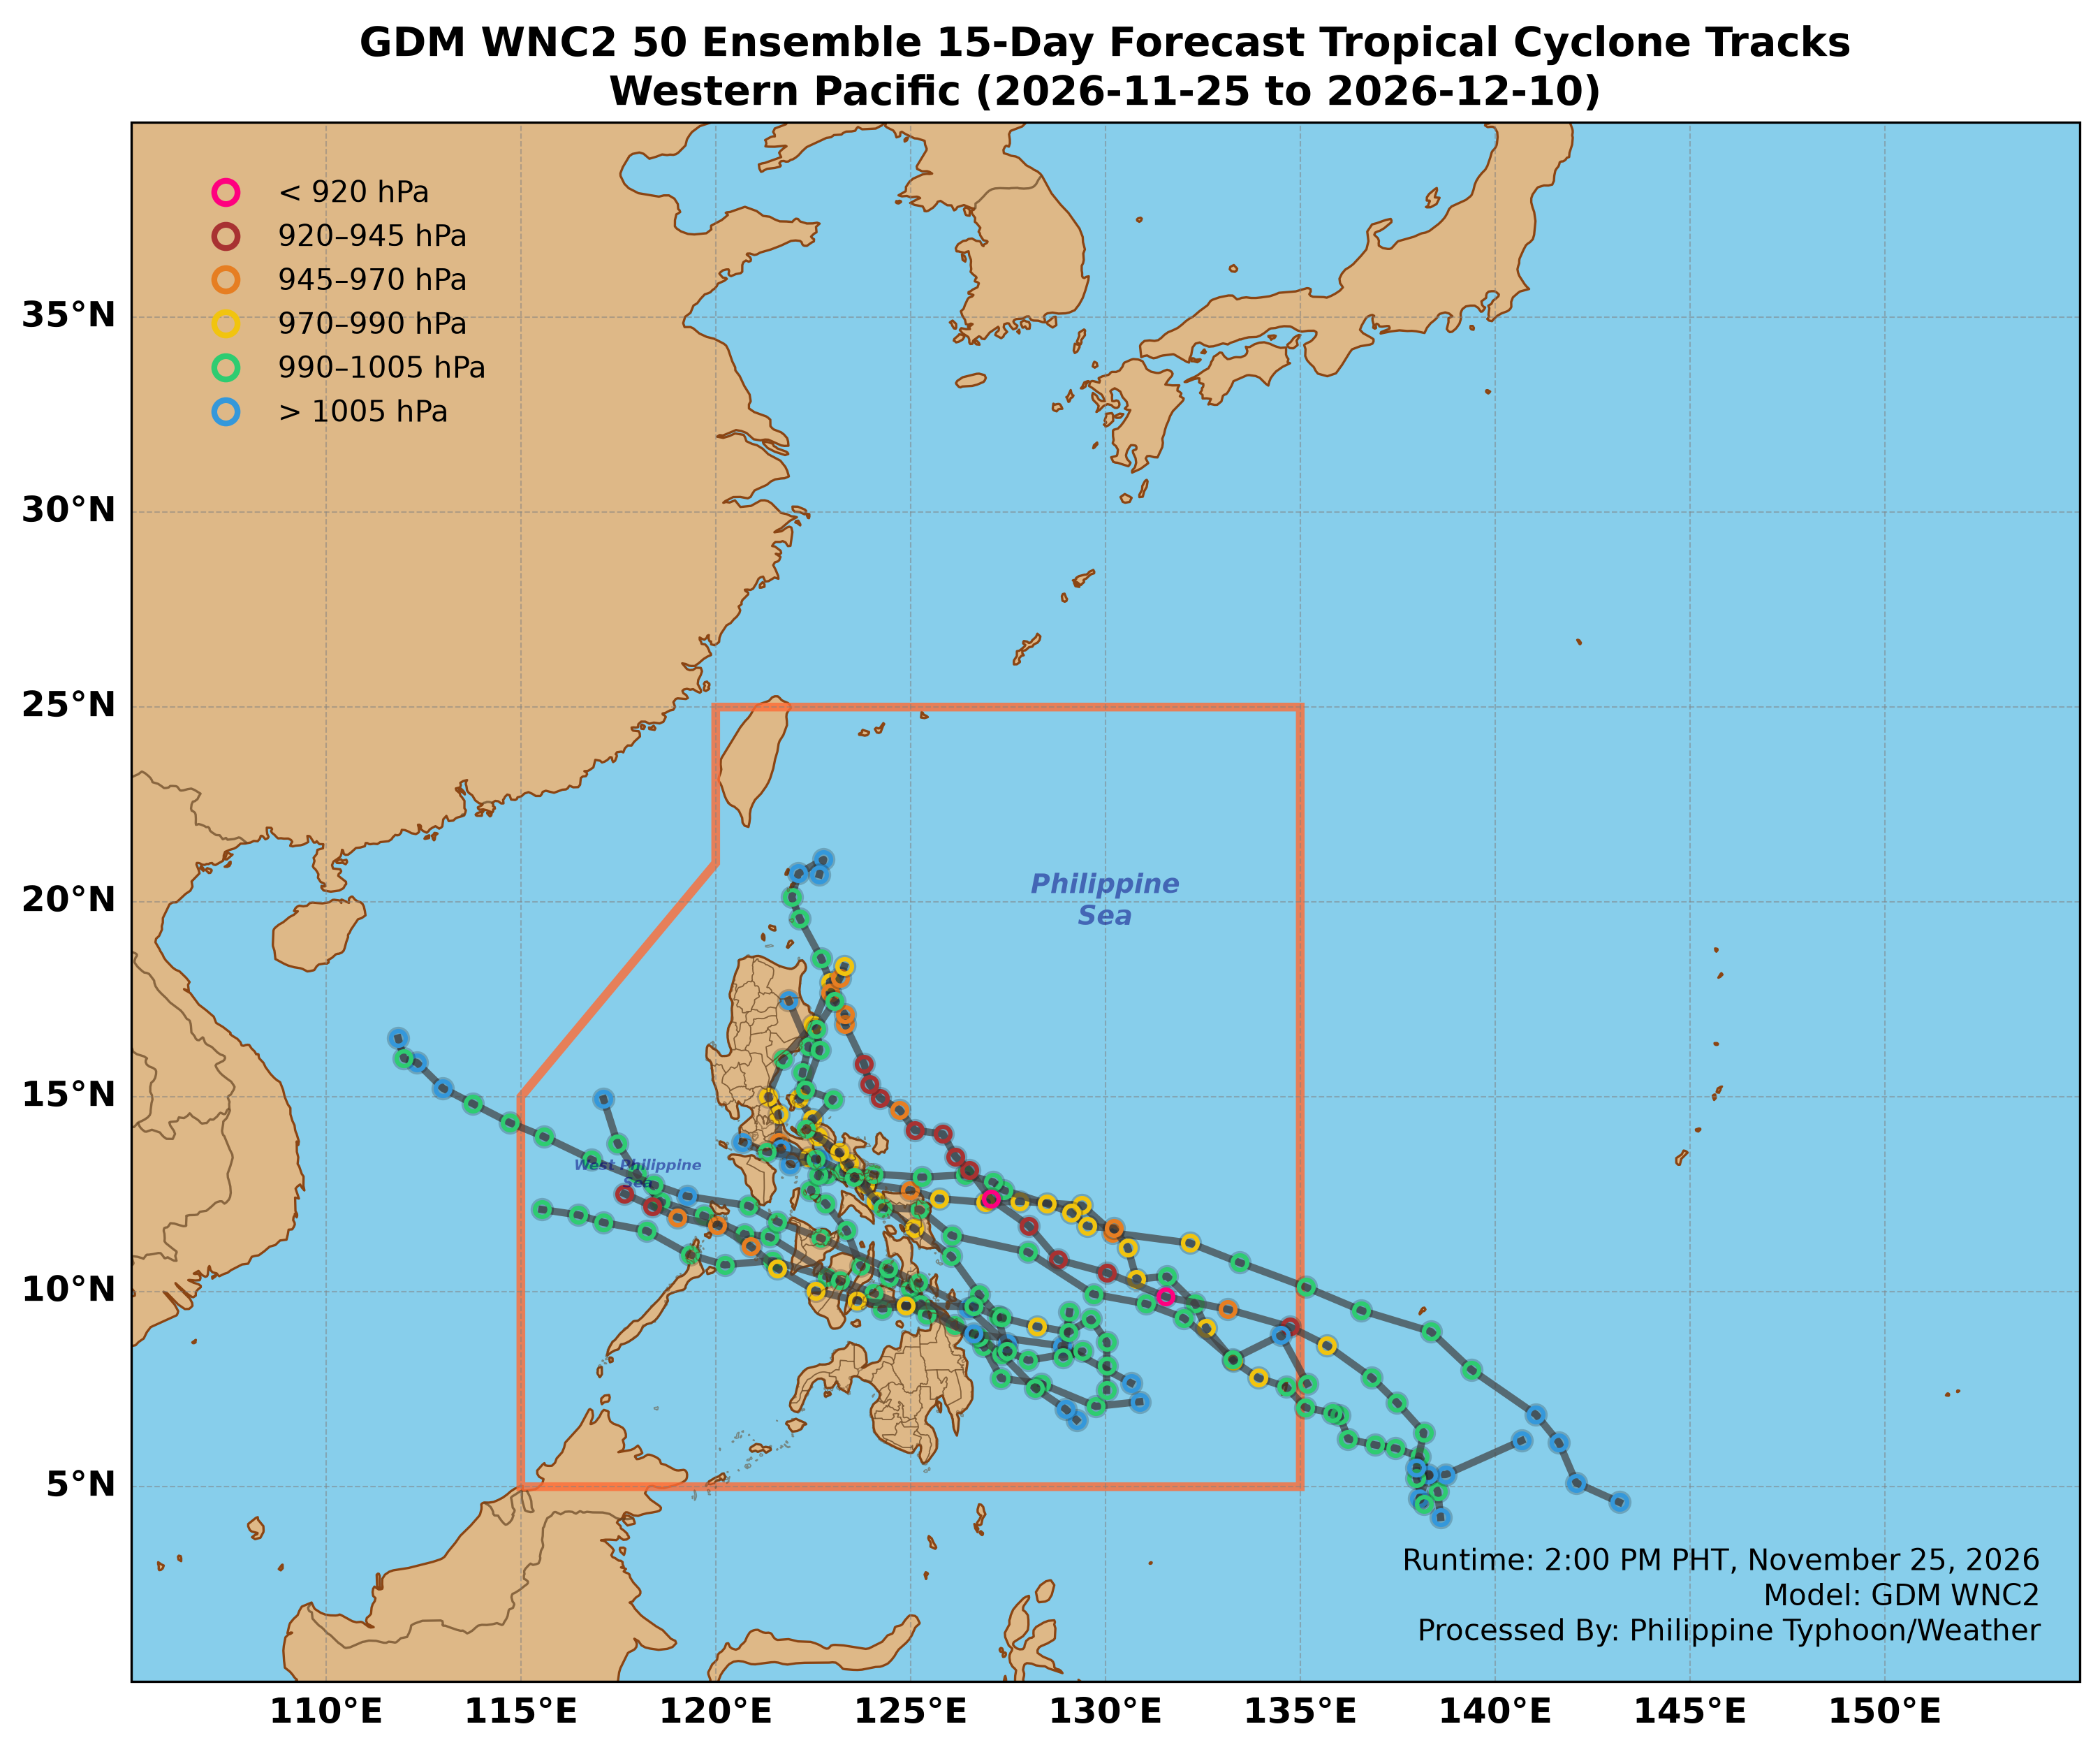 GDM WNC2 50 Ensemble 15-Day Forecast Tropical Cyclone Tracks
Western Pacific (2026-11-25 to 2026-12-10)
< 920 hPa
920–945 hPa
945–970 hPa
970–990 hPa
990–1005 hPa
> 1005 hPa
35°N
30°N
25°N
20°N
15°N
10°N
5°N
Philippine
Sea
West Philippine
Sea
Runtime: 2:00 PM PHT, November 25, 2026
Model: GDM WNC2
Processed By: Philippine Typhoon/Weather
110°E
115°E
120°E
125°E
130°E
135°E
140°E
145°E
150°E